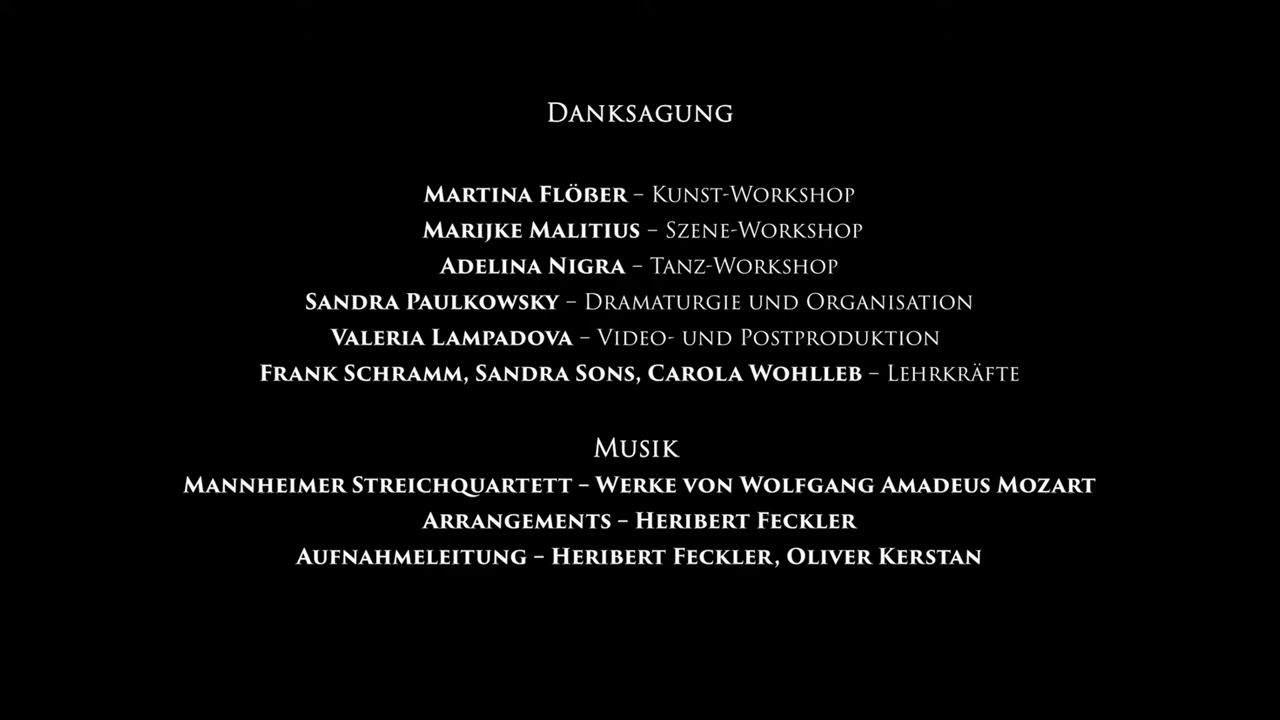 Danksagung
Martina Flößer – Kunst-Workshop
Marijke Malitius – Szene-Workshop
Adelina Nigra – Tanz-Workshop
Sandra Paulkowsky – Dramaturgie und Organisation
Valeria Lampadova – Video- und Postproduktion
Frank Schramm, Sandra Sons, Carola Wohlleb – Lehrkräfte
Musik
Mannheimer Streichquartett – Werke von Wolfgang Amadeus Mozart
Arrangements – Heribert Feckler
Aufnahmeleitung – Heribert Feckler, Oliver Kerstan